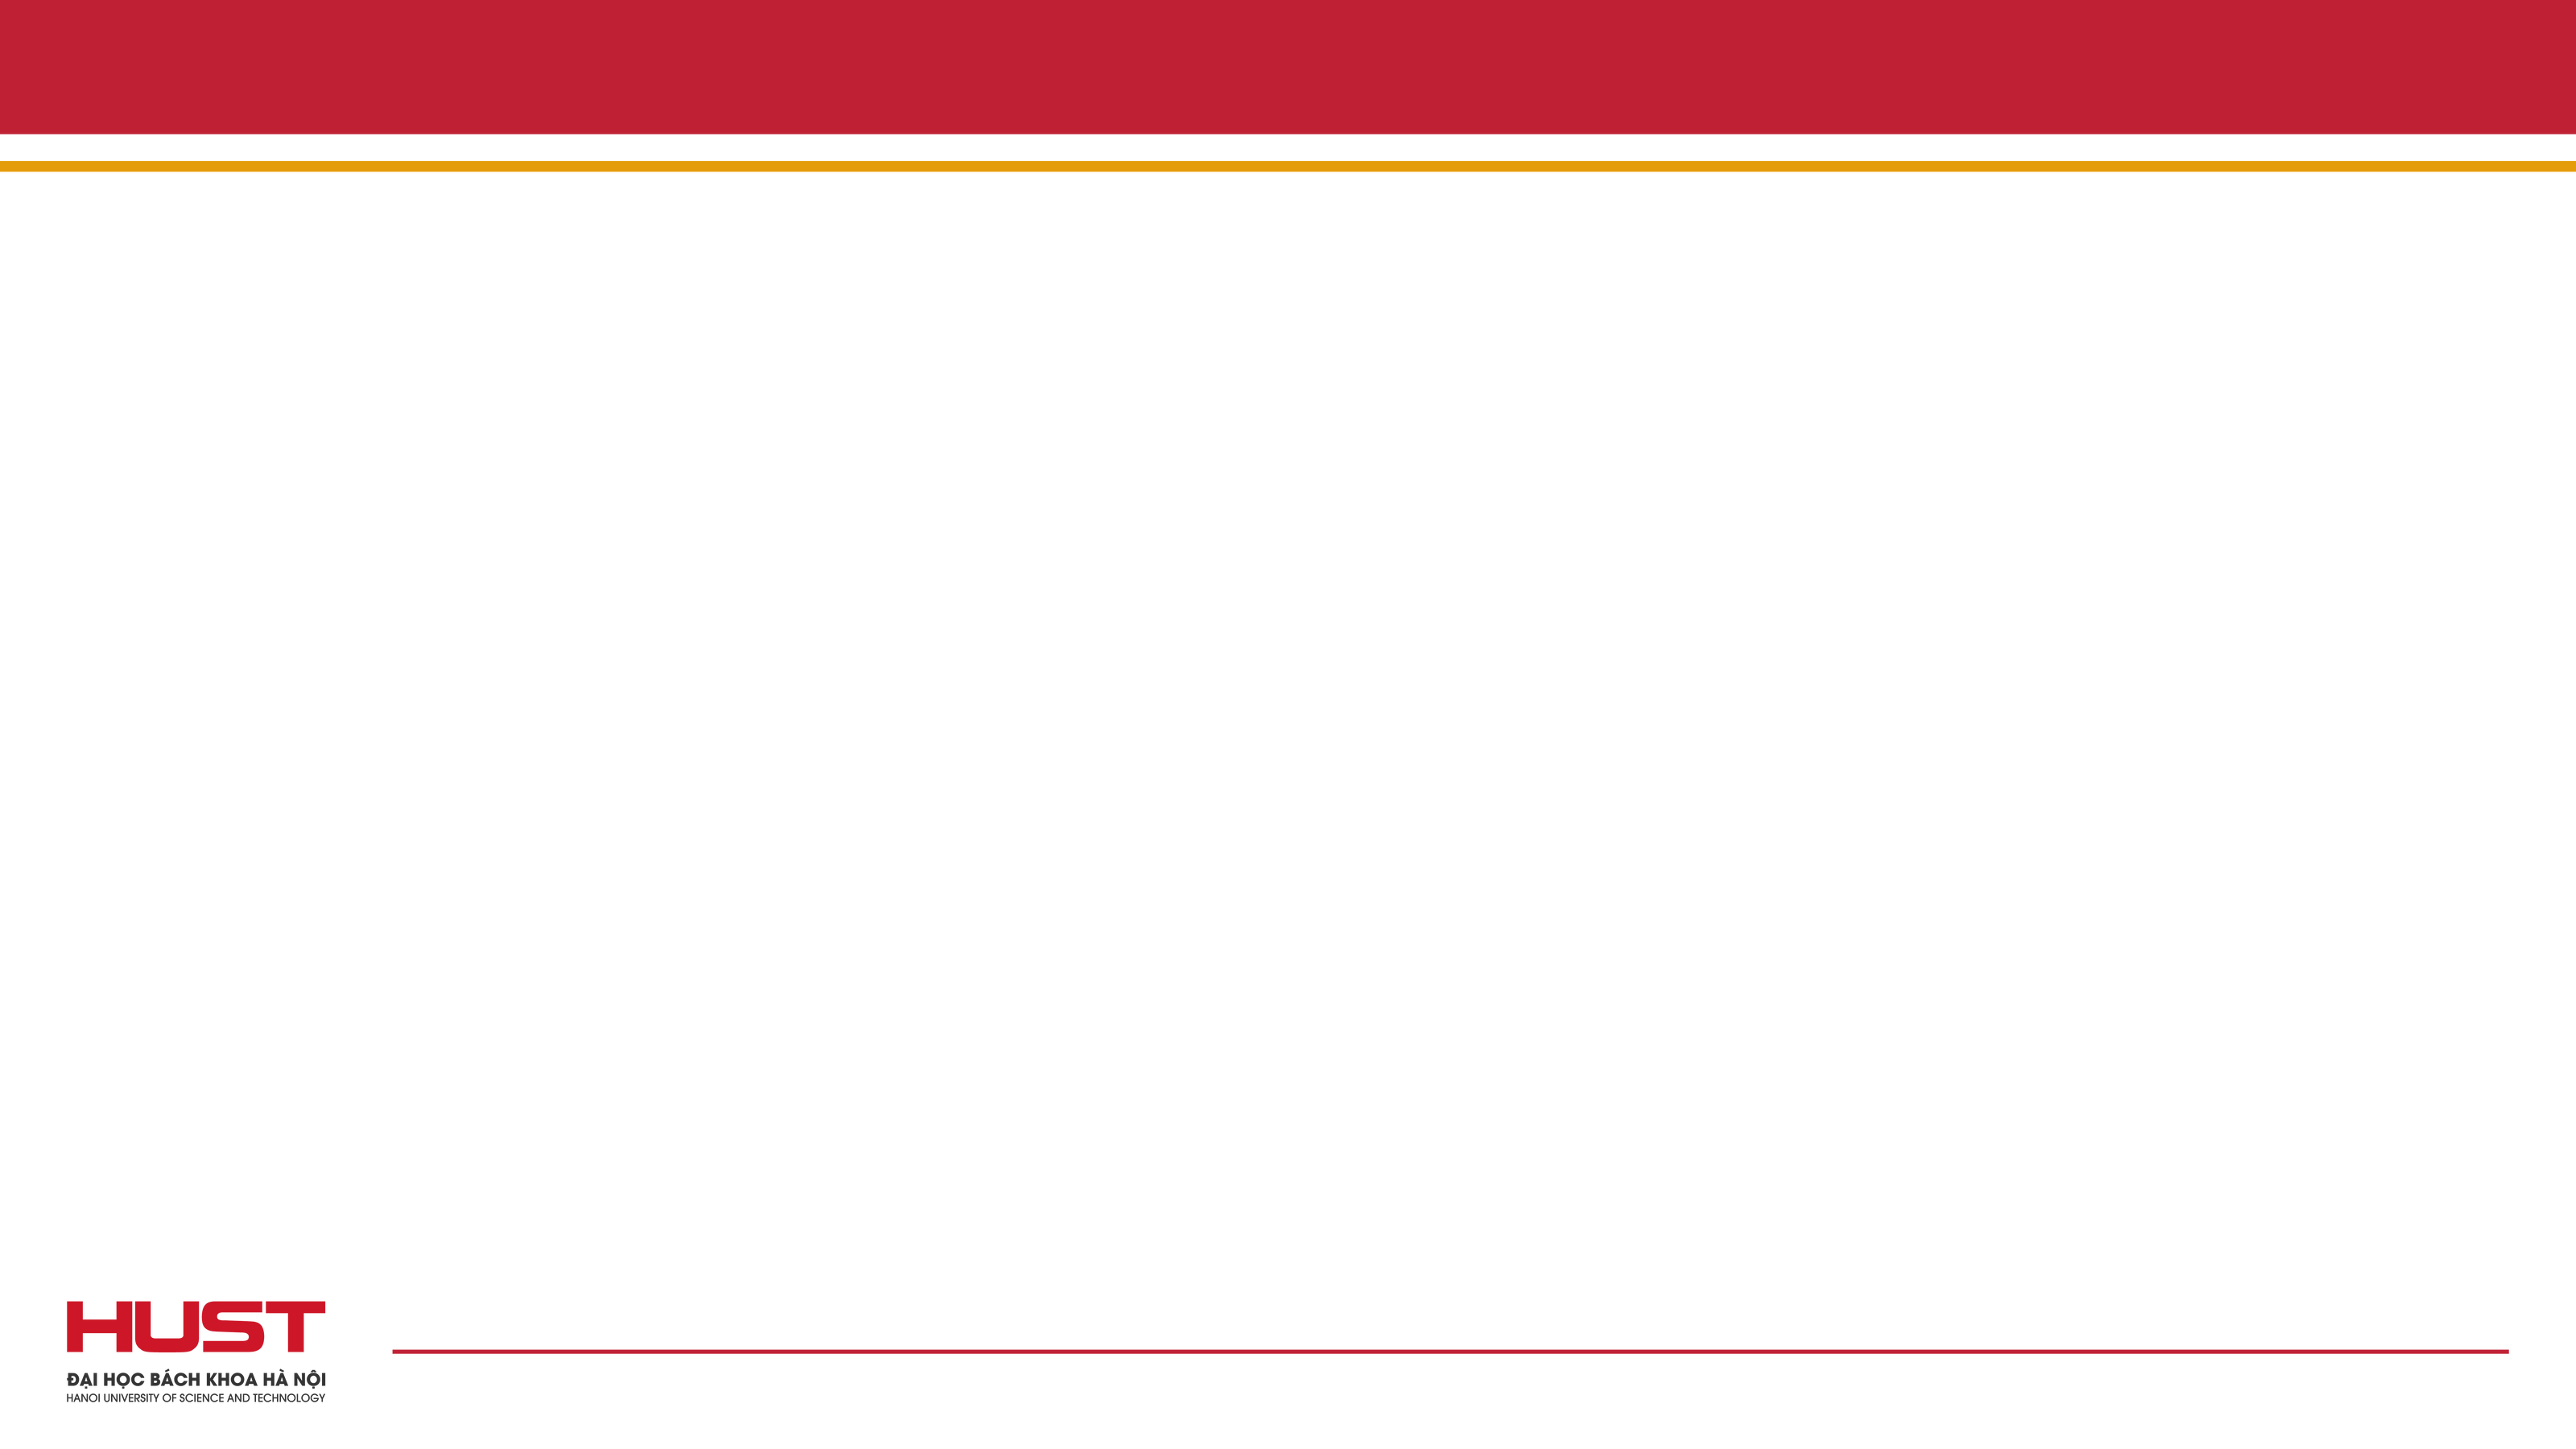 HUST
ĐẠI HỌC BÁCH KHOA HÀ NỘI
HANOI UNIVERSITY OF SCIENCE AND TECHNOLOGY